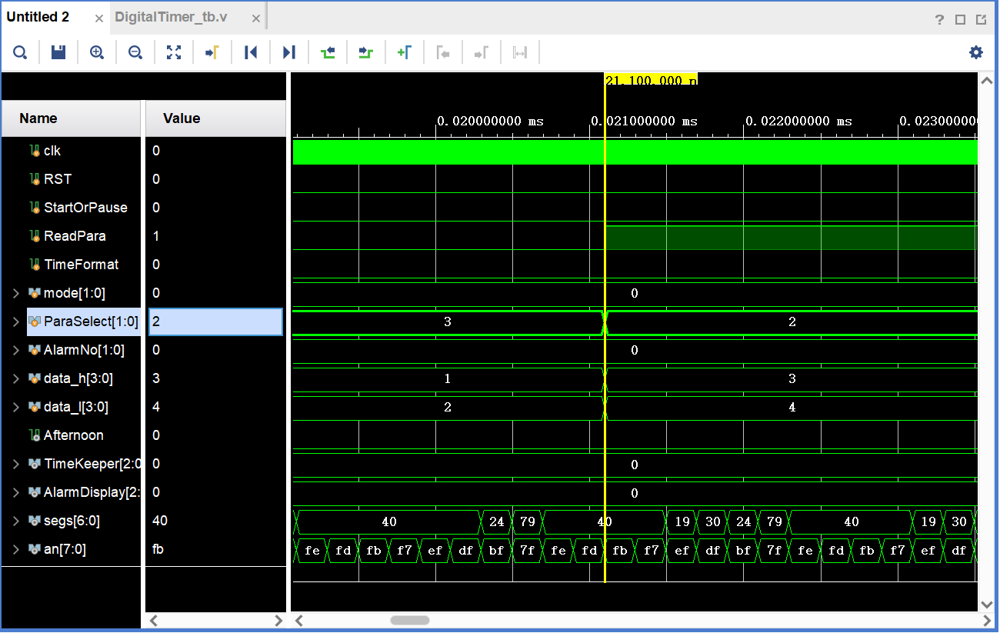 Untitled 2 × DigitalTimer_tb.v × ?
21,100.000 n
0.020000000 ms 0.021000000 ms 0.022000000 ms 0.023000000
Name Value
clk 0
RST 0
StartOrPause 0
ReadPara 1
TimeFormat 0
mode[1:0] 0 0
ParaSelect[1:0] 2 3 2
AlarmNo[1:0] 0 0
data_h[3:0] 3 1 3
data_l[3:0] 4 2 4
Afternoon 0
TimeKeeper[2:0 0 0
AlarmDisplay[2: 0 0
segs[6:0] 40 40 24 79 40 19 30 24 79 40 19 30
an[7:0] fb fe fd fb f7 ef df bf 7f fe fd fb f7 ef df bf 7f fe fd fb f7 ef df